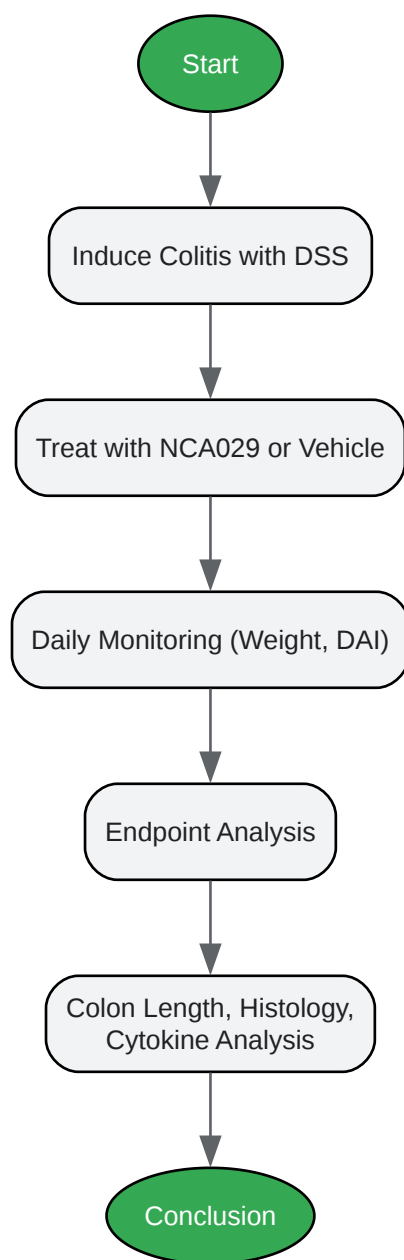 Start
Induce Colitis with DSS
Treat with NCA029 or Vehicle
Daily Monitoring (Weight, DAI)
Endpoint Analysis
Colon Length, Histology,
Cytokine Analysis
Conclusion